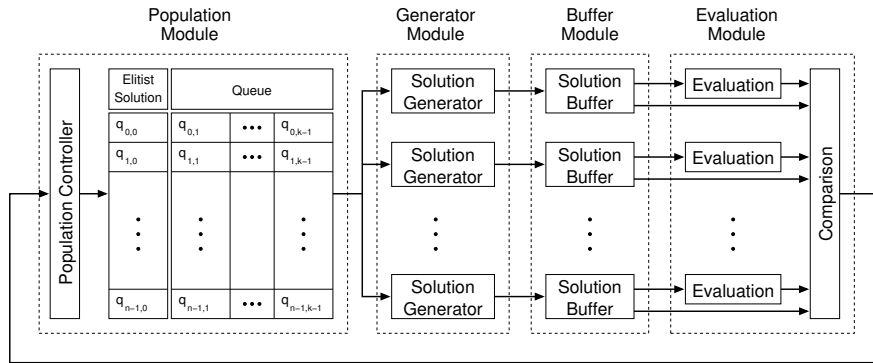 Population
Module
Generator
Module
Buffer
Module
Evaluation
Module
Population Controller
Elitist
Solution
Queue
q0,0 q0,1 ••• q0,k−1
q1,0 q1,1 ••• q1,k−1
qn−1,0 qn−1,1 ••• qn−1,k−1
Solution
Generator
Solution
Buffer
Evaluation
Solution
Generator
Solution
Buffer
Evaluation
Solution
Generator
Solution
Buffer
Evaluation
Comparison